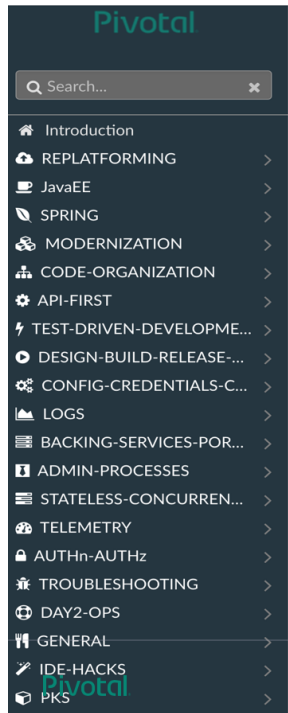 Pivotal
Search...
Introduction
REPLATFORMING
JavaEE
SPRING
MODERNIZATION
CODE-ORGANIZATION
API-FIRST
TEST-DRIVEN-DEVELOPME...
DESIGN-BUILD-RELEASE-...
CONFIG-CREDENTIALS-C...
LOGS
BACKING-SERVICES-POR...
ADMIN-PROCESSES
STATELESS-CONCURREN...
TELEMETRY
AUTHn-AUTHz
TROUBLESHOOTING
DAY2-OPS
GENERAL
IDE-HACKS
Pivotal
PKS